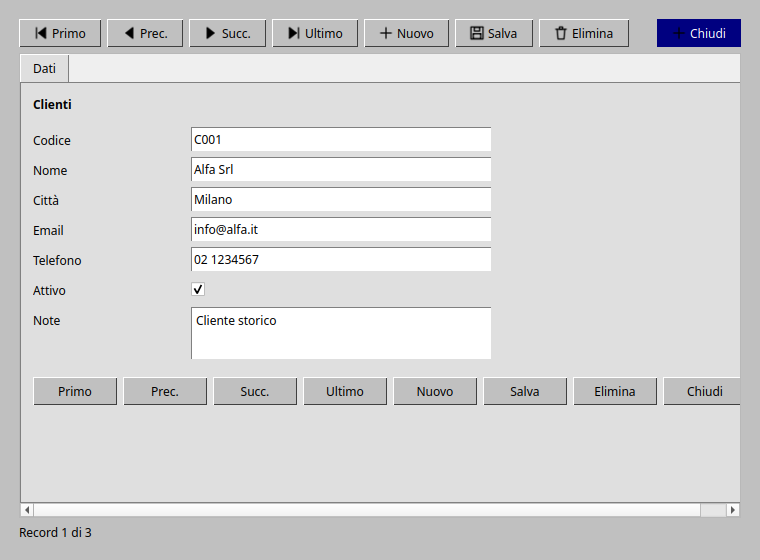 Primo Prec. Succ. Ultimo Nuovo Salva Elimina Chiudi
Dati
Clienti
Codice C001
Nome Alfa Srl
Città Milano
Email info@alfa.it
Telefono 02 1234567
Attivo
Note Cliente storico
Primo Prec. Succ. Ultimo Nuovo Salva Elimina Chiudi
Record 1 di 3